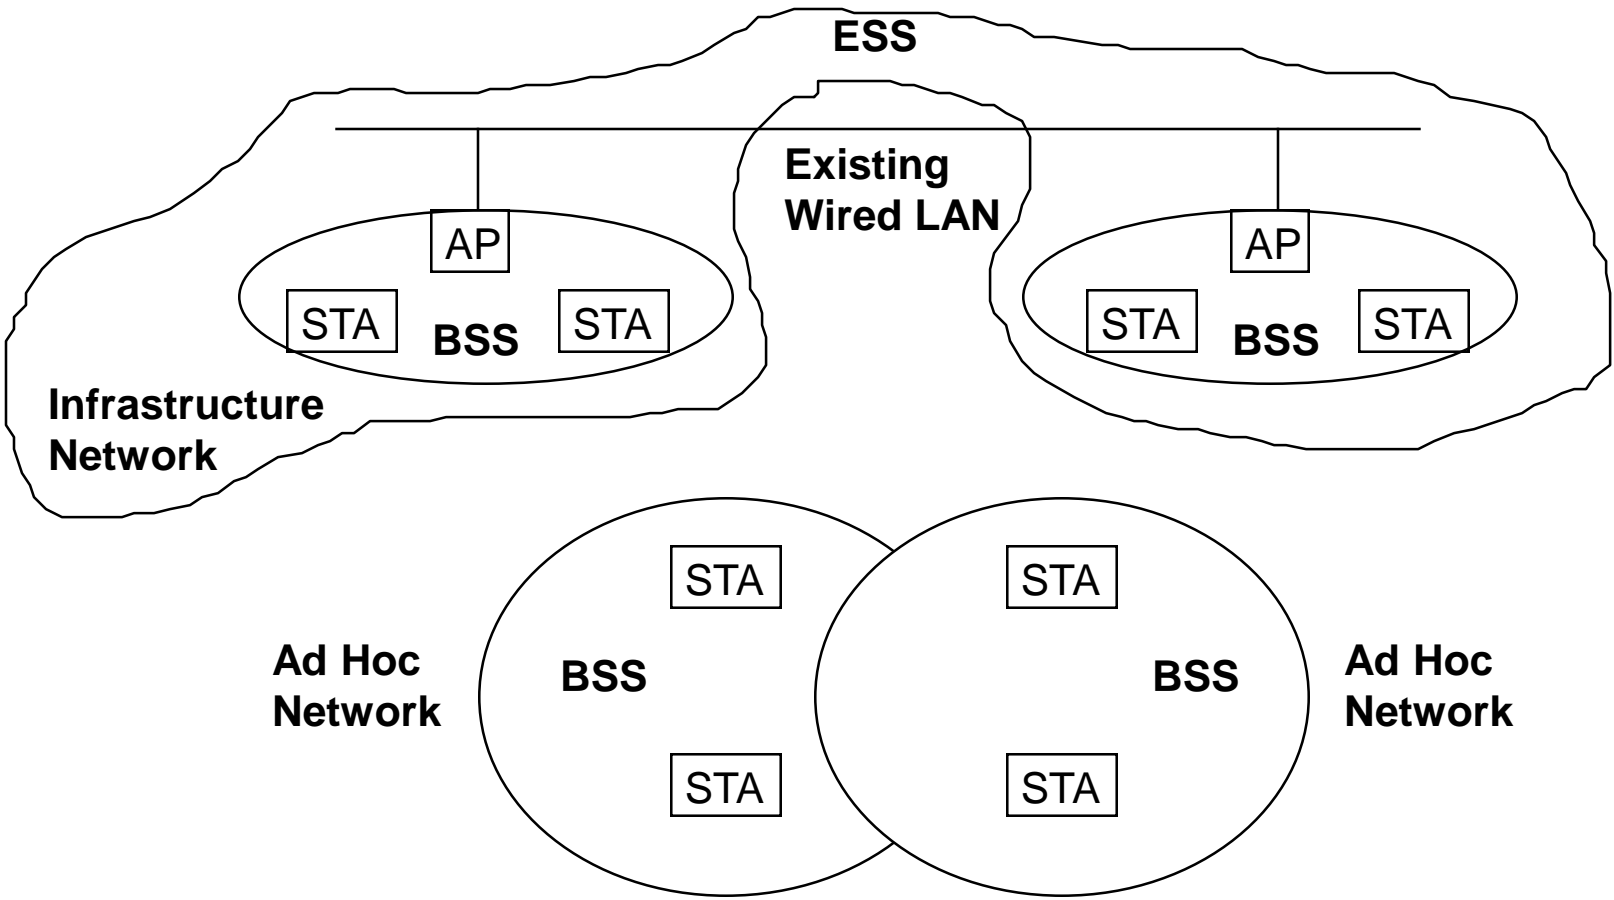 ESS
Existing
Wired LAN
AP
AP
STA
BSS
STA
STA
BSS
STA
Infrastructure
Network
STA
STA
Ad Hoc
Network
BSS
BSS
Ad Hoc
Network
STA
STA